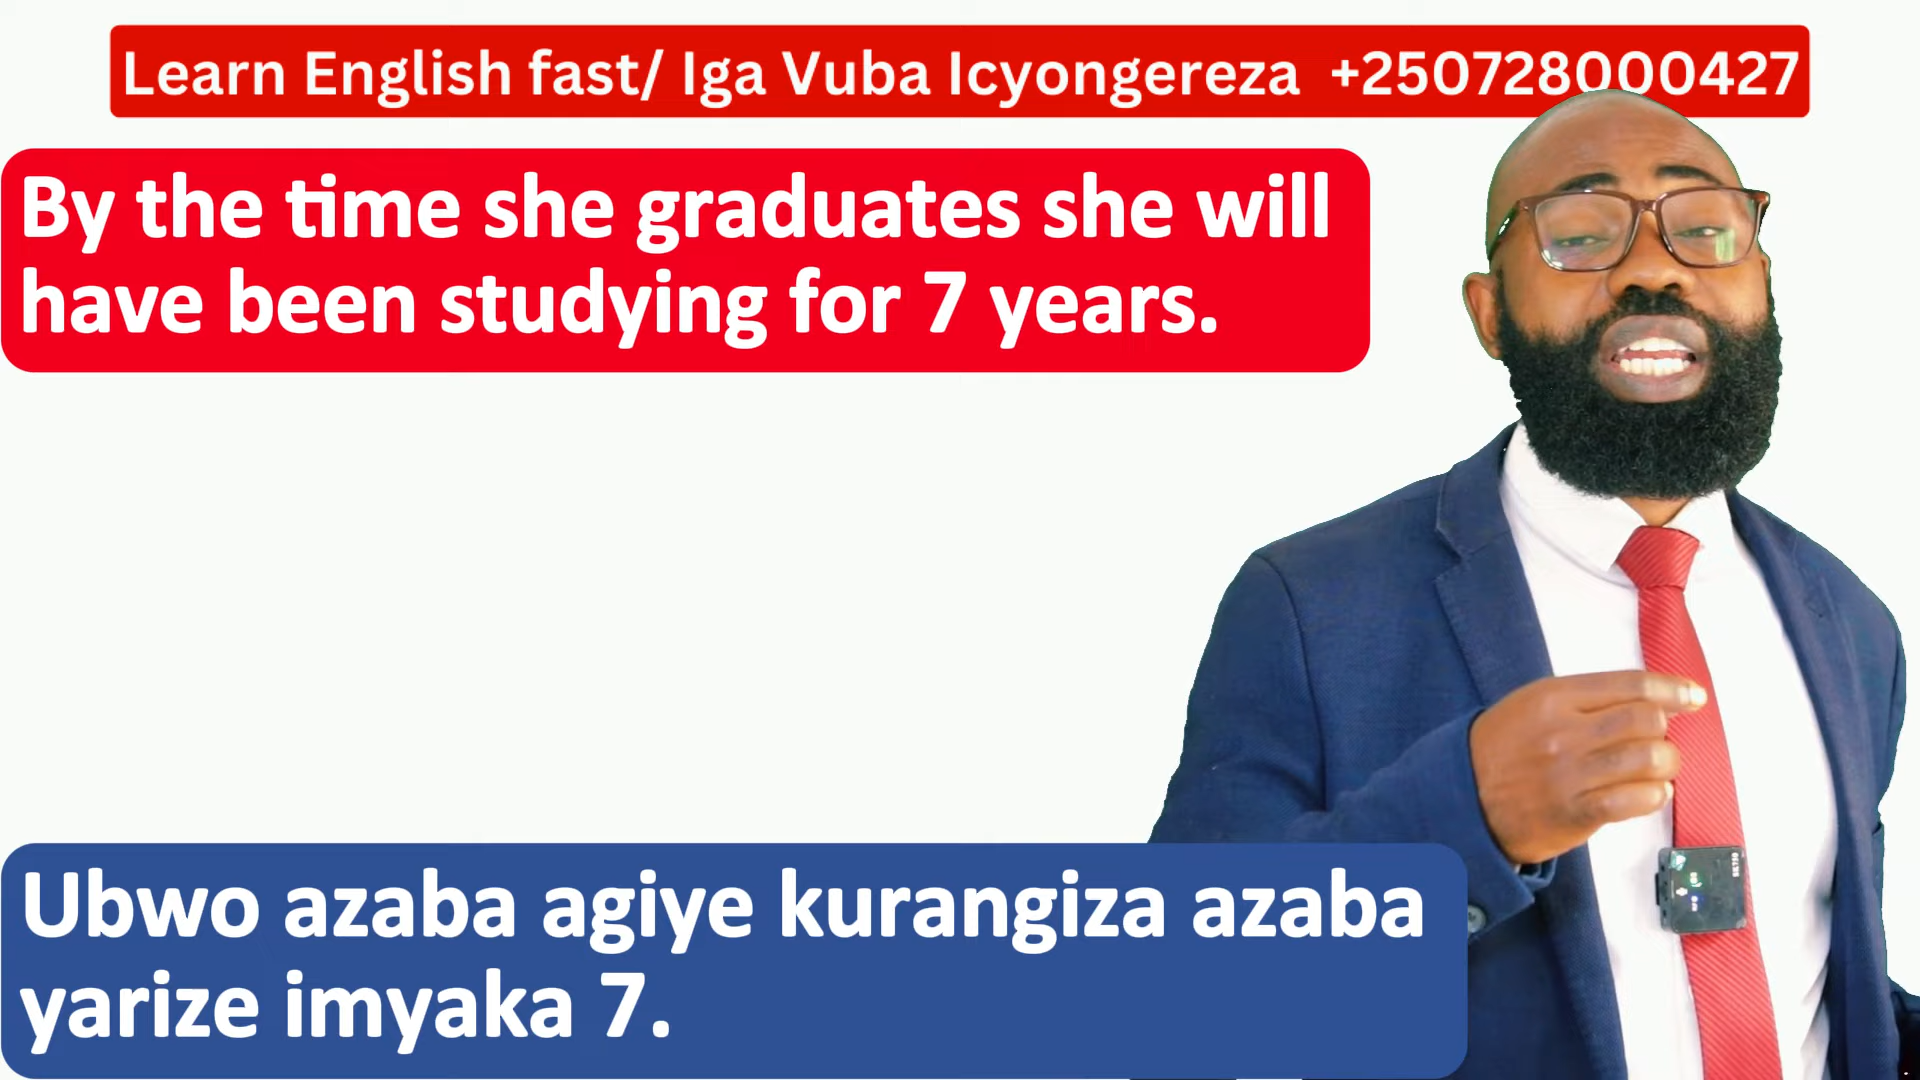 Learn English fast/ Iga Vuba Icyongereza +250728000427
By the time she graduates she will
have been studying for 7 years.
Ubwo azaba agiye kurangiza azaba
yarize imyaka 7.